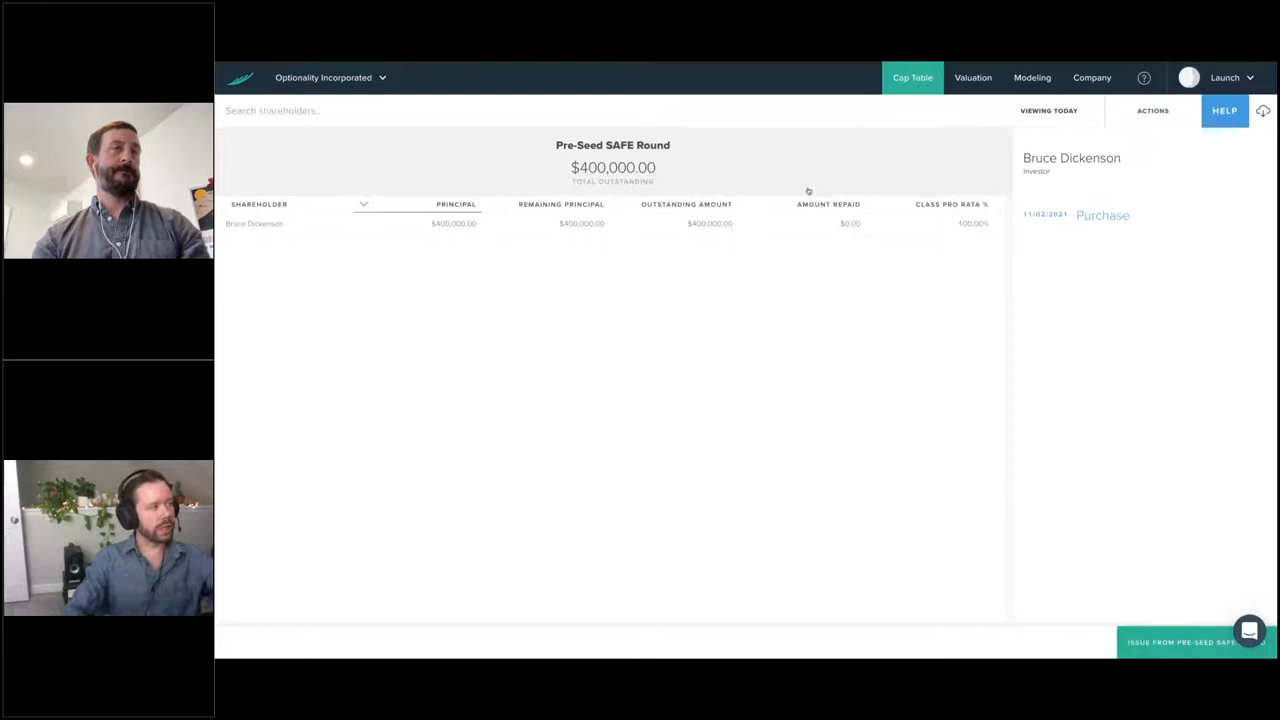 Optionality Incorporated
Cap Table
Valuation
Modeling
Company
?
Launch
Search shareholders..
VIEWING TODAY
ACTIONS
HELP
Pre-Seed SAFE Round
$400,000.00
TOTAL OUTSTANDING
SHAREHOLDER PRINCIPAL REMAINING PRINCIPAL OUTSTANDING AMOUNT AMOUNT REPAID CLASS PRO RATA %
Bruce Dickenson $400,000.00 $400,000.00 $400,000.00 $0.00 100.00%
Bruce Dickenson
Investor
11/02/2021 Purchase
ISSUE FROM PRE-SEED SAFE